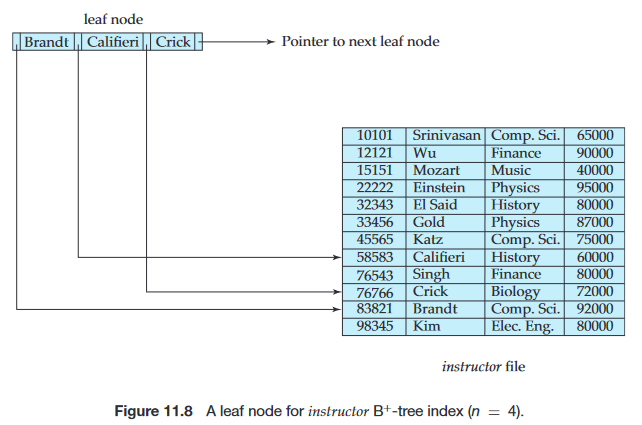 leaf node
Brandt Califieri Crick Pointer to next leaf node
10101 Srinivasan Comp. Sci. 65000
12121 Wu Finance 90000
15151 Mozart Music 40000
22222 Einstein Physics 95000
32343 El Said History 80000
33456 Gold Physics 87000
45565 Katz Comp. Sci. 75000
58583 Califieri History 60000
76543 Singh Finance 80000
76766 Crick Biology 72000
83821 Brandt Comp. Sci. 92000
98345 Kim Elec. Eng. 80000
instructor file
Figure 11.8 A leaf node for instructor B⁺-tree index (n = 4).